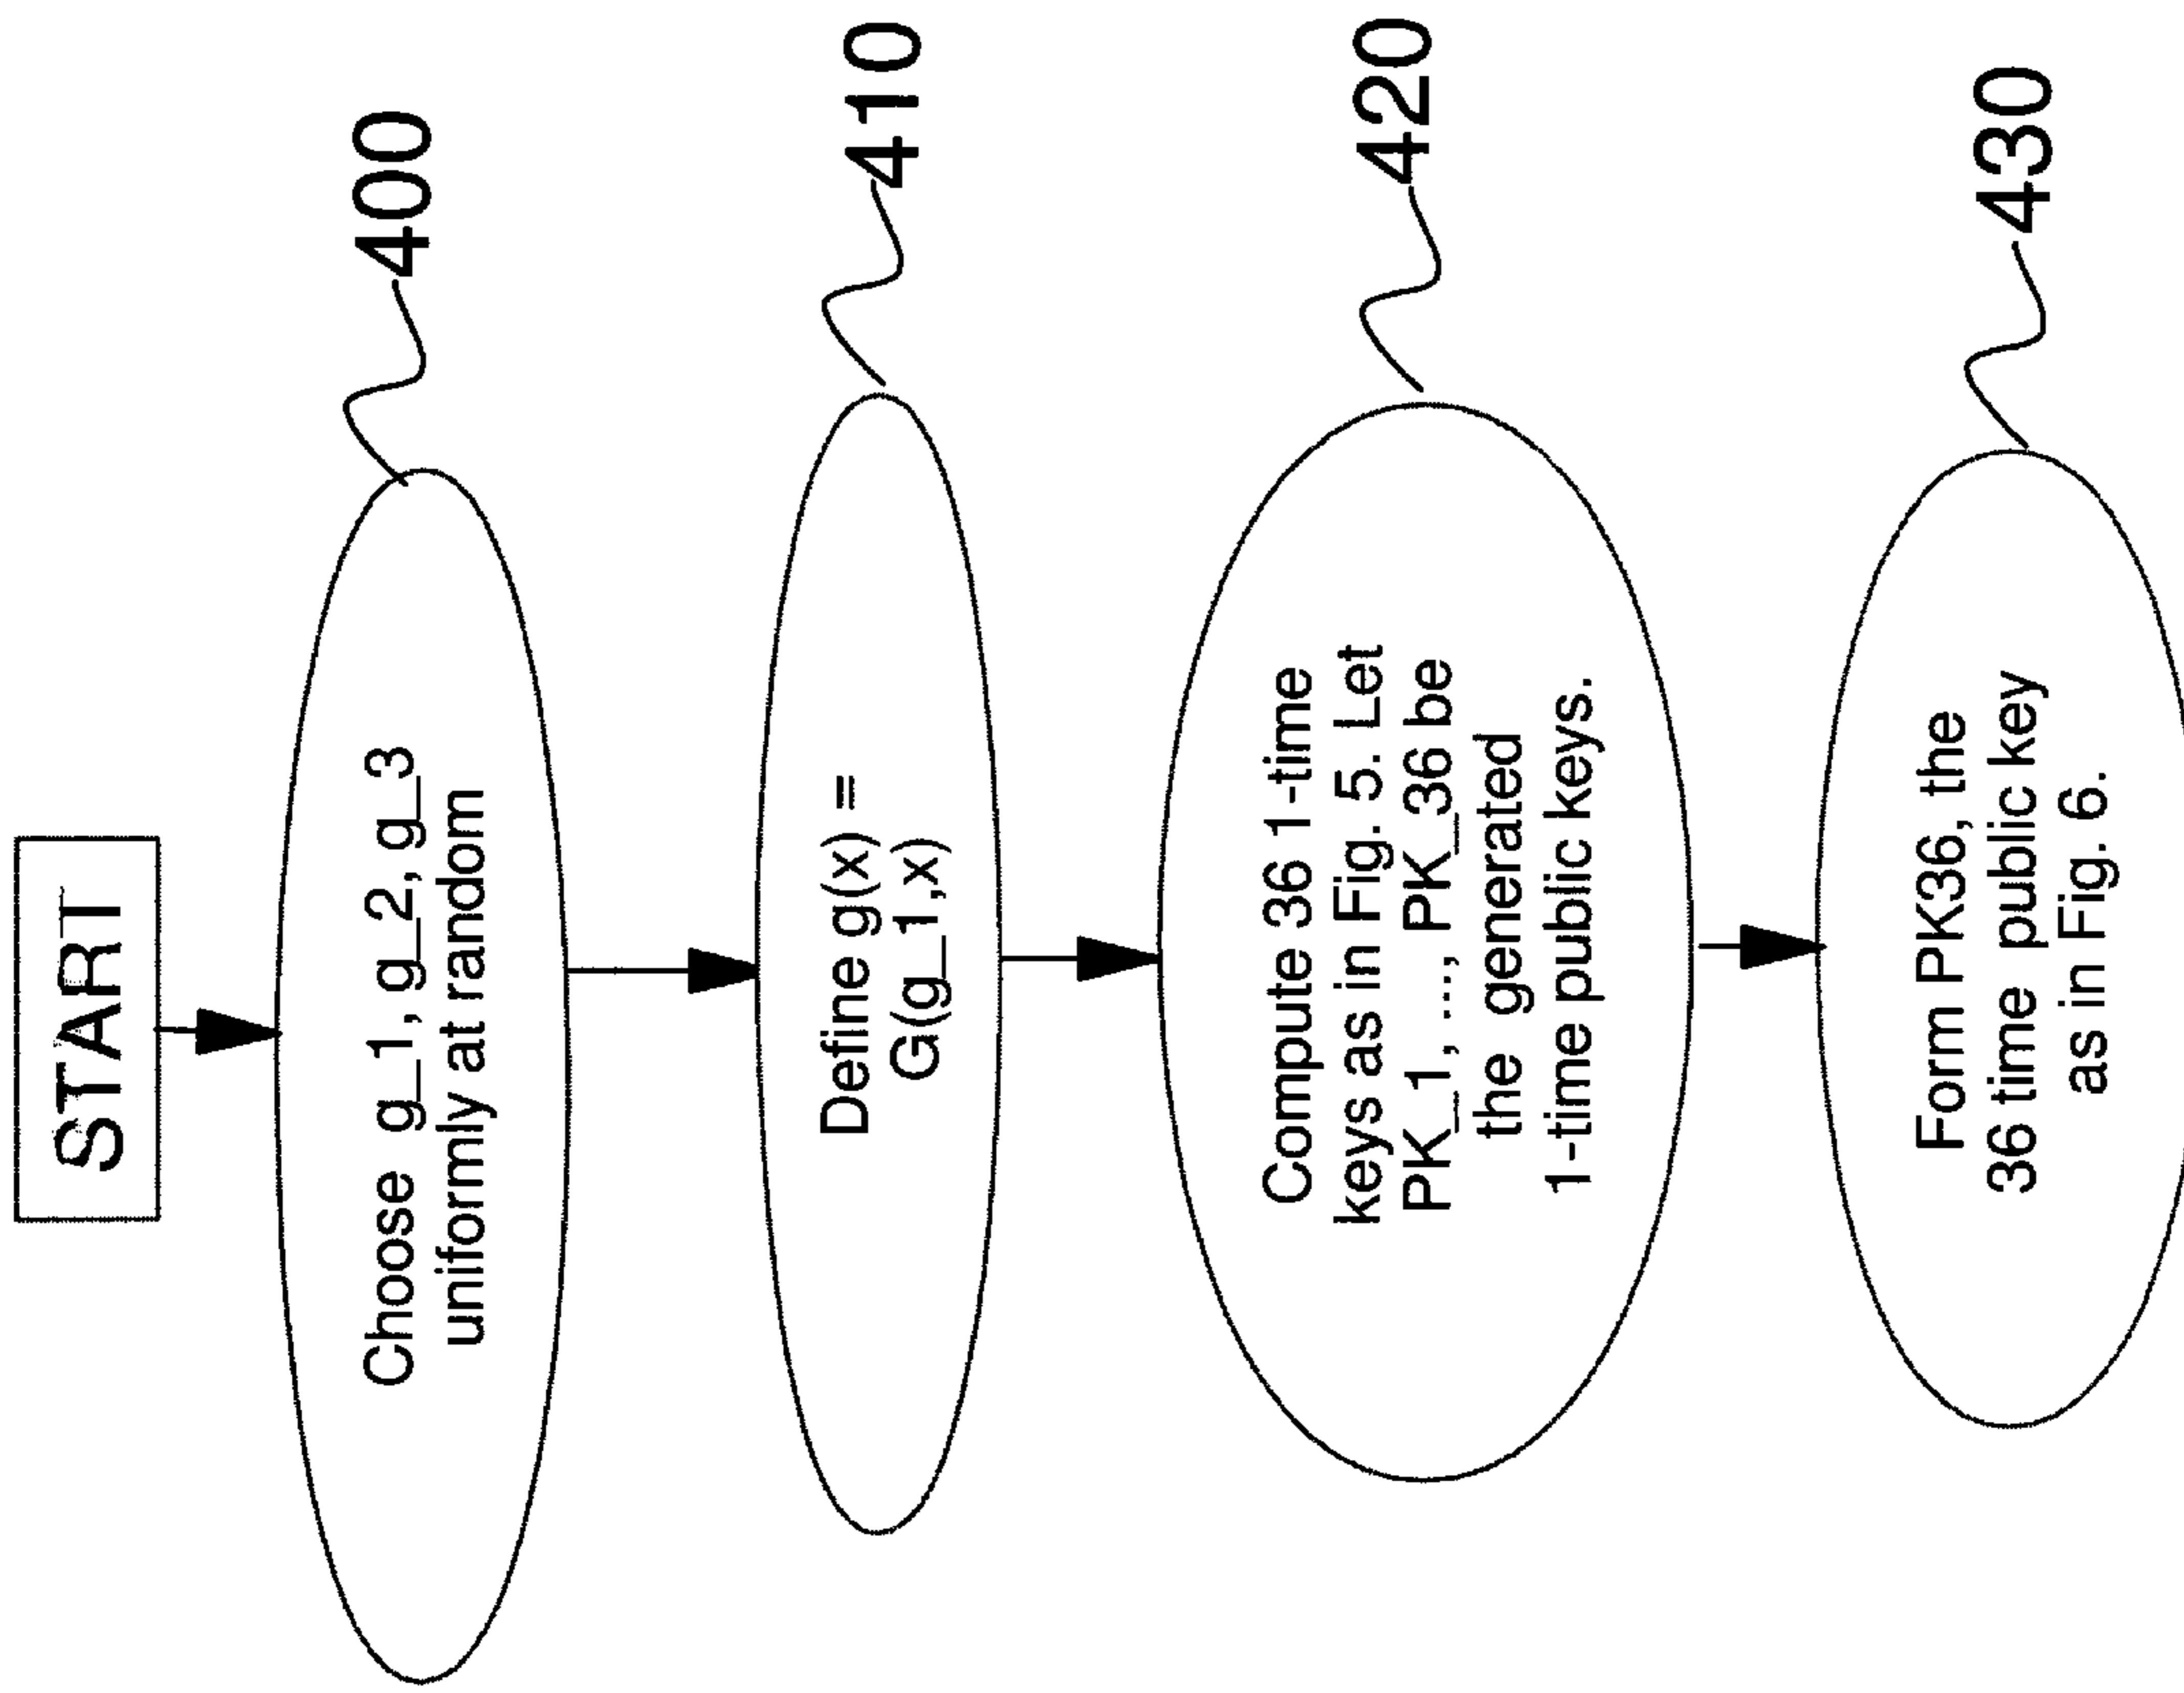 START
Choose g_1, g_2, g_3
uniformly at random
400
Define g(x) =
G(g_1,x)
410
Compute 36 1-time
keys as in Fig. 5. Let
PK_1, ..., PK_36 be
the generated
1-time public keys.
420
Form PK36, the
36 time public key
as in Fig. 6.
430